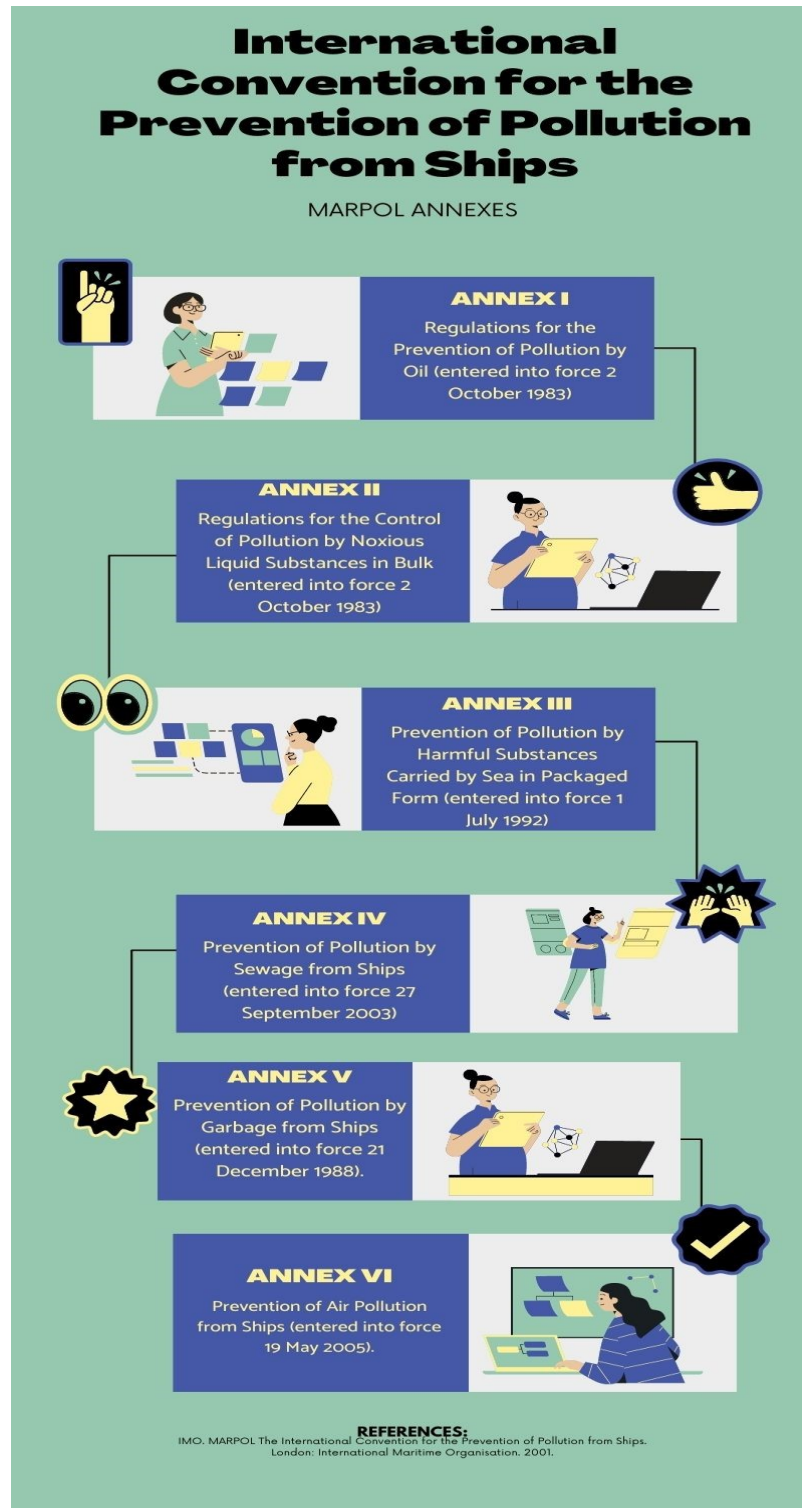 International
Convention for the
Prevention of Pollution
from Ships
MARPOL ANNEXES
ANNEX I
Regulations for the
Prevention of Pollution by
Oil (entered into force 2
October 1983)
ANNEX II
Regulations for the Control
of Pollution by Noxious
Liquid Substances in Bulk
(entered into force 2
October 1983)
ANNEX III
Prevention of Pollution by
Harmful Substances
Carried by Sea in Packaged
Form (entered into force 1
July 1992)
ANNEX IV
Prevention of Pollution by
Sewage from Ships
(entered into force 27
September 2003)
ANNEX V
Prevention of Pollution by
Garbage from Ships
(entered into force 21
December 1988).
ANNEX VI
Prevention of Air Pollution
from Ships (entered into force
19 May 2005).
REFERENCES:
IMO. MARPOL The International Convention for the Prevention of Pollution from Ships.
London: International Maritime Organisation. 2001.